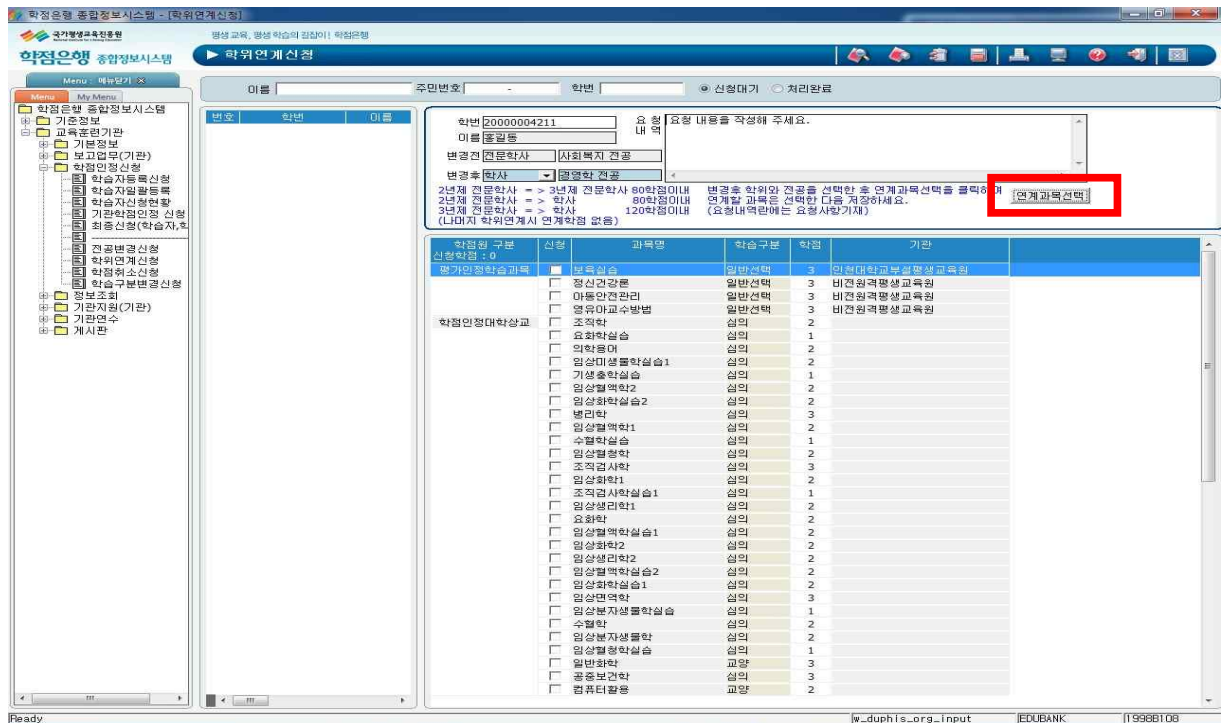 학점은행 종합정보시스템 - [학위연계신청]
국가평생교육진흥원
평생 교육, 평생 학습의 길잡이! 학점은행
학점은행 종합정보시스템
▶ 학위연계신청
Menu : 메뉴닫기
Menu My Menu
이름 주민번호 - 학번 신청대기 처리완료
학점은행 종합정보시스템
기준정보
교육훈련기관
기본정보
보고업무(기관)
학점인정신청
학습자등록신청
학습자일괄등록
학습자신청현황
기관학점인정 신청
최종신청(학습자,학
전공변경신청
학위연계신청
학점취소신청
학습구분변경신청
정보조회
기관지원(기관)
기관연수
게시판
번호 학번 이름
학번 20000004211
이름 홍길동
변경전 전문학사 사회복지 전공
변경후 학사 경영학 전공
요청내역 요청 내용을 작성해 주세요.
2년제 전문학사 = > 3년제 전문학사 80학점이내
2년제 전문학사 = > 학사 80학점이내
3년제 전문학사 = > 학사 120학점이내
(나머지 학위연계시 연계학점 없음)
변경후 학위와 전공을 선택한 후 연계과목선택을 클릭하여
연계할 과목은 선택한 다음 저장하세요.
(요청내역란에는 요청사항기재)
연계과목선택
학점원 구분 신청 과목명 학습구분 학점 기관
신청학점 : 0
평가인정학습과목 보육실습 일반선택 3 인천대학교부설평생교육원
정신건강론 일반선택 3 비전원격평생교육원
아동안전관리 일반선택 3 비전원격평생교육원
영유아교수방법 일반선택 3 비전원격평생교육원
학점인정대학상교 조직학 심의 2
요화학실습 심의 1
의학용어 심의 2
임상미생물학실습1 심의 2
기생충학실습 심의 1
임상혈액학2 심의 2
임상화학실습2 심의 2
병리학 심의 3
임상혈액학1 심의 2
수혈학실습 심의 1
임상혈청학 심의 2
조직검사학 심의 3
임상화학1 심의 2
조직검사학실습1 심의 1
임상생리학1 심의 2
요화학 심의 2
임상혈액학실습1 심의 2
임상화학2 심의 2
임상생리학2 심의 2
임상혈액학실습2 심의 2
임상화학실습1 심의 2
임상면역학 심의 3
임상분자생물학실습 심의 1
수혈학 심의 2
임상분자생물학 심의 2
임상혈청학실습 심의 1
일반화학 교양 3
공중보건학 심의 3
컴퓨터활용 교양 2
Ready w_duphis_org_input EDUBANK 1998B108